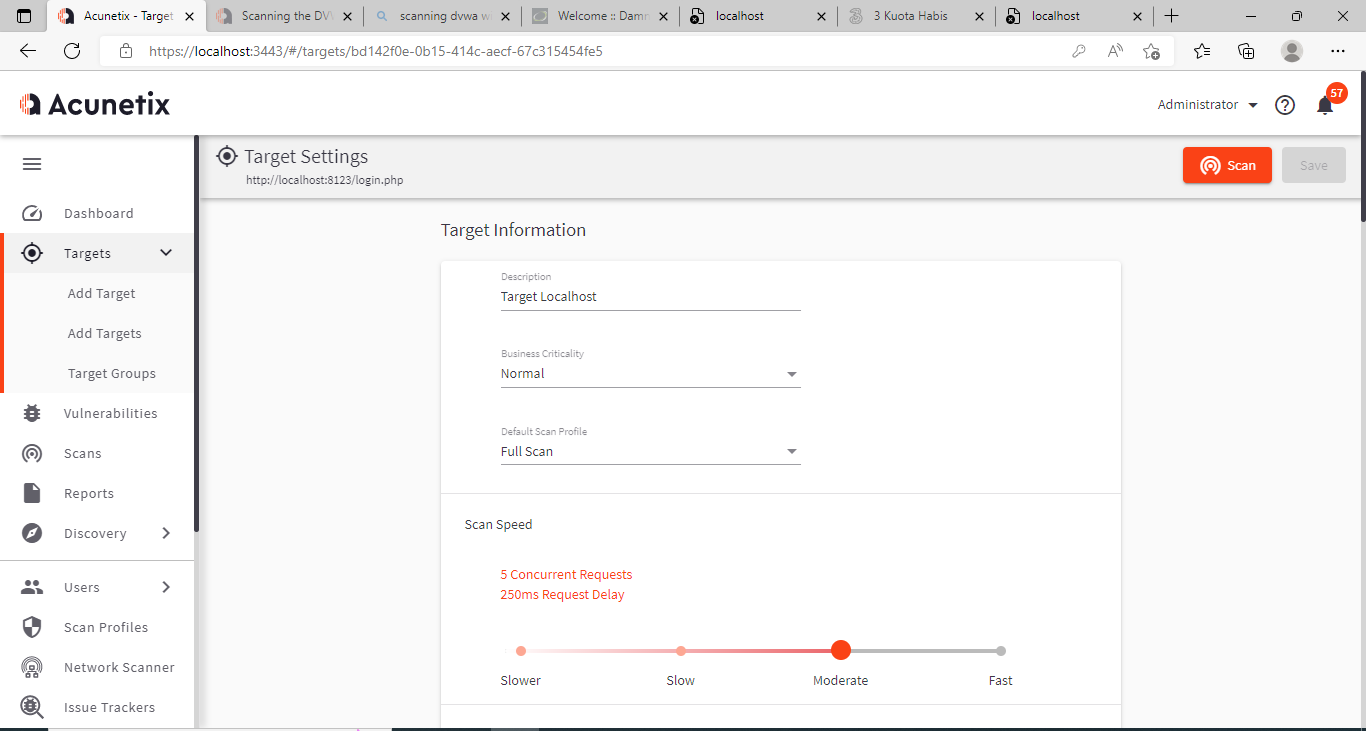 Acunetix - Target
Scanning the DV
scanning dvwa w
Welcome :: Damn
localhost
3 Kuota Habis
localhost
https://localhost:3443/#/targets/bd142f0e-0b15-414c-aecf-67c315454fe5
Acunetix
Administrator
57
Target Settings
http://localhost:8123/login.php
Scan
Save
Dashboard
Targets
Add Target
Add Targets
Target Groups
Vulnerabilities
Scans
Reports
Discovery
Users
Scan Profiles
Network Scanner
Issue Trackers
Target Information
Description
Target Localhost
Business Criticality
Normal
Default Scan Profile
Full Scan
Scan Speed
5 Concurrent Requests
250ms Request Delay
Slower
Slow
Moderate
Fast